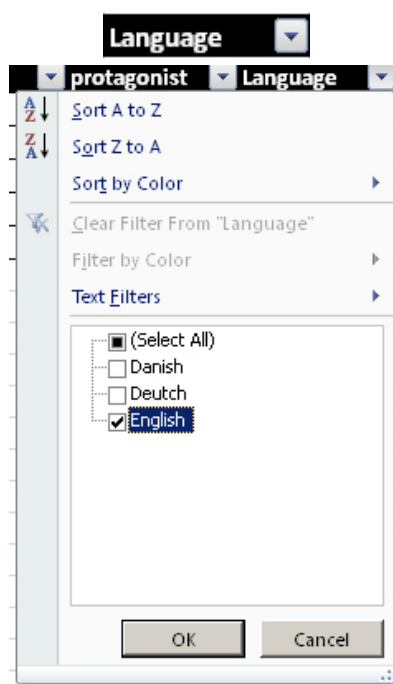 Language
protagonist Language
Sort A to Z
Sort Z to A
Sort by Color
Clear Filter From "Language"
Filter by Color
Text Filters
(Select All)
Danish
Deutch
English
OK Cancel